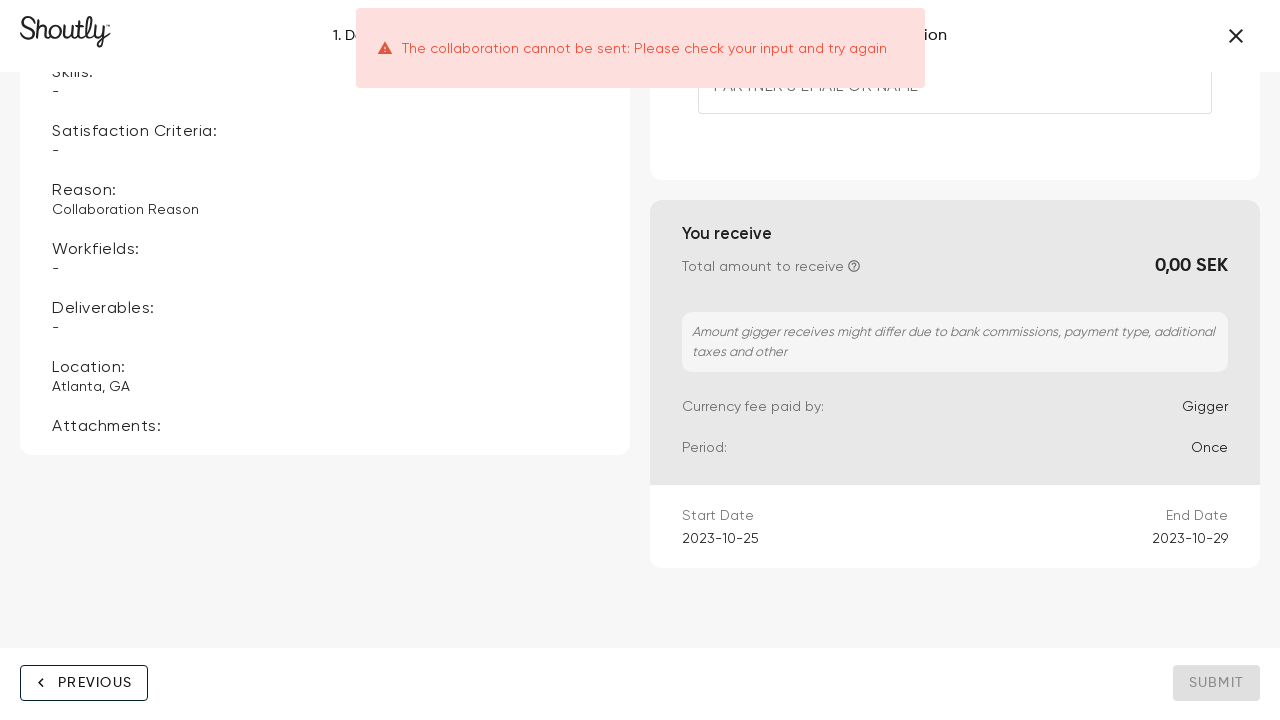 Shoutly™
1. D
ion
The collaboration cannot be sent: Please check your input and try again
Skills:
-
Satisfaction Criteria:
-
Reason:
Collaboration Reason
Workfields:
-
Deliverables:
-
Location:
Atlanta, GA
Attachments:
PARTNER'S EMAIL OR NAME
You receive
Total amount to receive
0,00 SEK
Amount gigger receives might differ due to bank commissions, payment type, additional
taxes and other
Currency fee paid by:
Gigger
Period:
Once
Start Date
End Date
2023-10-25
2023-10-29
PREVIOUS
SUBMIT